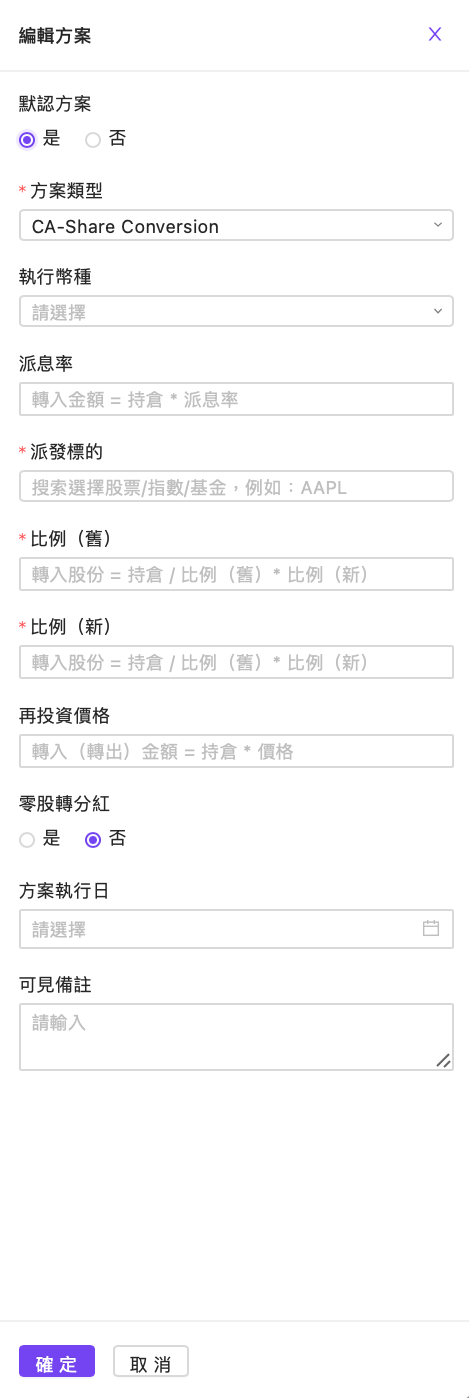 編輯方案
默認方案
是 否
* 方案類型
CA-Share Conversion
執行幣種
請選擇
派息率
轉入金額 = 持倉 * 派息率
* 派發標的
搜索選擇股票/指數/基金，例如：AAPL
* 比例（舊）
轉入股份 = 持倉 / 比例（舊）* 比例（新）
* 比例（新）
轉入股份 = 持倉 / 比例（舊）* 比例（新）
再投資價格
轉入（轉出）金額 = 持倉 * 價格
零股轉分紅
是 否
方案執行日
請選擇
可見備註
請輸入
確 定 取 消